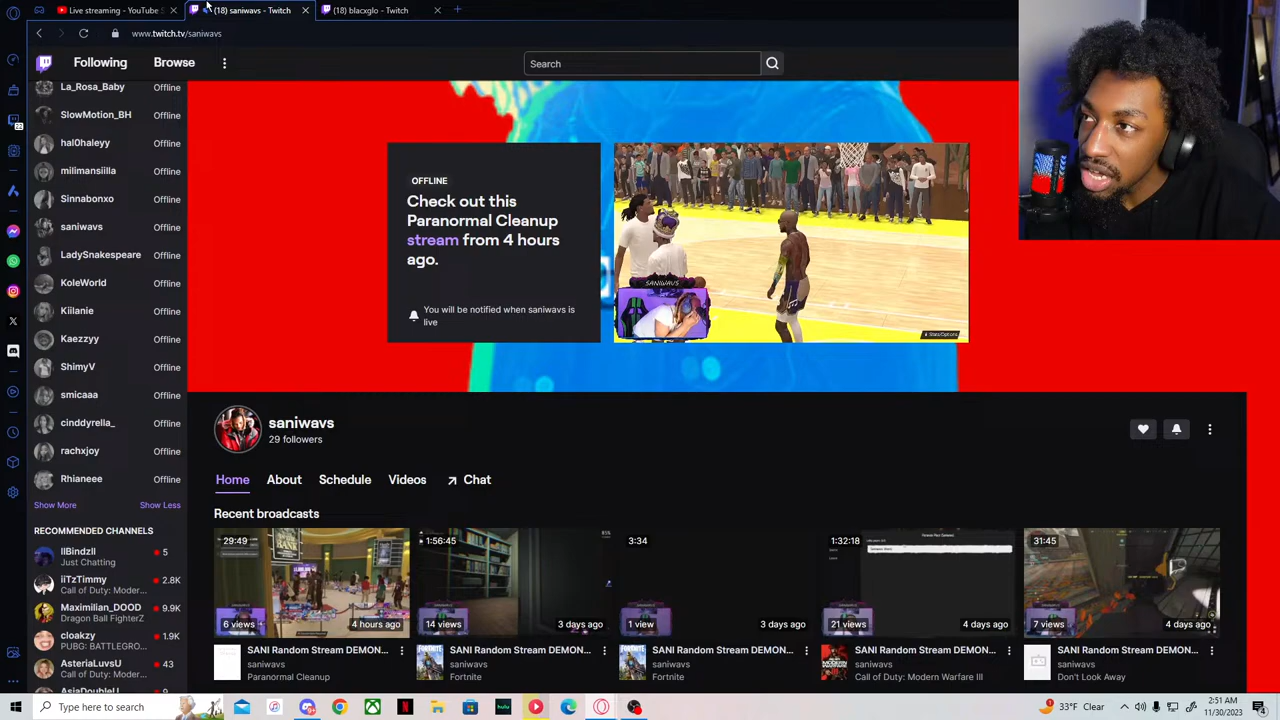 Live streaming - YouTube S
(18) saniwavs - Twitch
(18) blacxglo - Twitch
www.twitch.tv/saniwavs
Following
Browse
Search
La_Rosa_Baby Offline
SlowMotion_BH Offline
hal0haleyy Offline
milimansilla Offline
Sinnabonxo Offline
saniwavs Offline
LadySnakespeare Offline
KoleWorld Offline
Kiilanie Offline
Kaezzyy Offline
ShimyV Offline
smicaaa Offline
cinddyrella_ Offline
rachxjoy Offline
Rhianeee Offline
Show More Show Less
RECOMMENDED CHANNELS
IIBindzII 5
Just Chatting
iiTzTimmy 2.8K
Call of Duty: Moder...
Maximilian_DOOD 9.9K
Dragon Ball FighterZ
cloakzy 1.9K
PUBG: BATTLEGRO...
AsteriaLuvsU 43
Call of Duty: Moder...
AsiaDoubleU
OFFLINE
Check out this
Paranormal Cleanup
stream from 4 hours
ago.
You will be notified when saniwavs is
live
SANIWAVS
saniwavs
29 followers
Home About Schedule Videos Chat
Recent broadcasts
29:49
6 views
4 hours ago
SANI Random Stream DEMON...
saniwavs
Paranormal Cleanup
1:56:45
14 views
3 days ago
SANI Random Stream DEMON...
saniwavs
Fortnite
3:34
1 view
3 days ago
SANI Random Stream DEMON...
saniwavs
Fortnite
1:32:18
21 views
4 days ago
SANI Random Stream DEMON...
saniwavs
Call of Duty: Modern Warfare III
31:45
7 views
4 days ago
SANI Random Stream DEMON...
saniwavs
Don't Look Away
Type here to search
hulu
33°F Clear
2:51 AM
11/30/2023
4